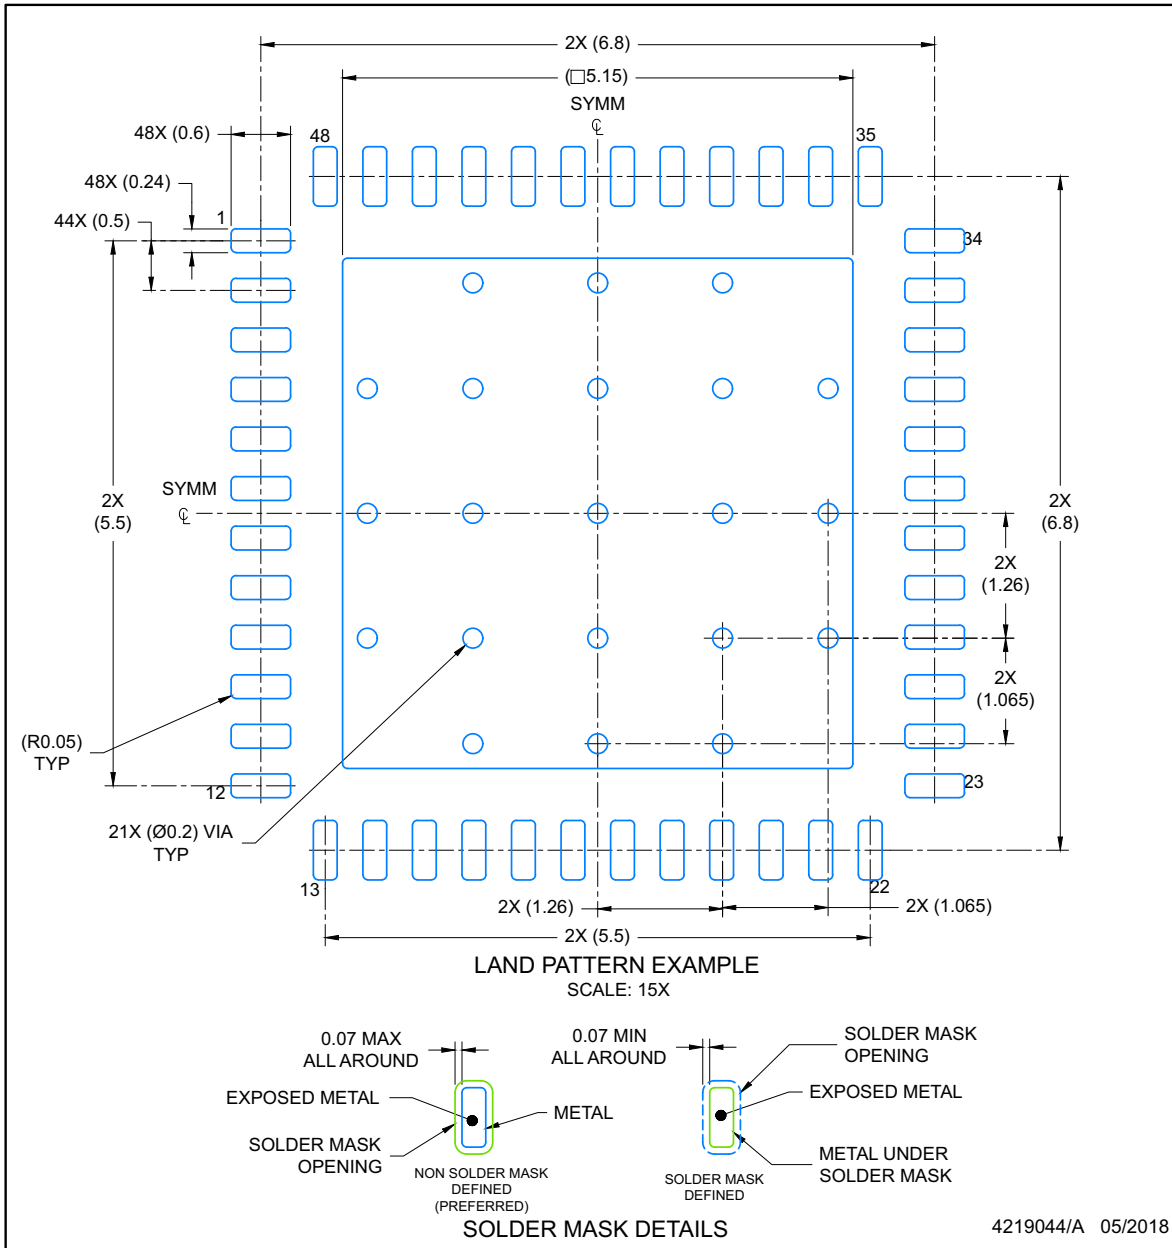 2X (6.8)
(□5.15)
SYMM
℄
48X (0.6)
48
35
48X (0.24)
1
44X (0.5)
34
SYMM
℄
2X
(5.5)
2X
(6.8)
2X
(1.26)
2X
(1.065)
(R0.05)
TYP
12
23
21X (Ø0.2) VIA
TYP
13
22
2X (1.26)
2X (1.065)
2X (5.5)
LAND PATTERN EXAMPLE
SCALE: 15X
0.07 MAX
ALL AROUND
0.07 MIN
ALL AROUND
SOLDER MASK
OPENING
EXPOSED METAL
METAL
EXPOSED METAL
SOLDER MASK
OPENING
METAL UNDER
SOLDER MASK
NON SOLDER MASK
DEFINED
(PREFERRED)
SOLDER MASK
DEFINED
SOLDER MASK DETAILS
4219044/A 05/2018